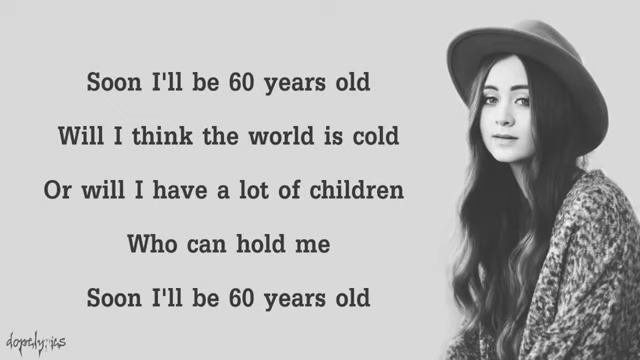 Soon I'll be 60 years old
Will I think the world is cold
Or will I have a lot of children
Who can hold me
Soon I'll be 60 years old
dopelyrics